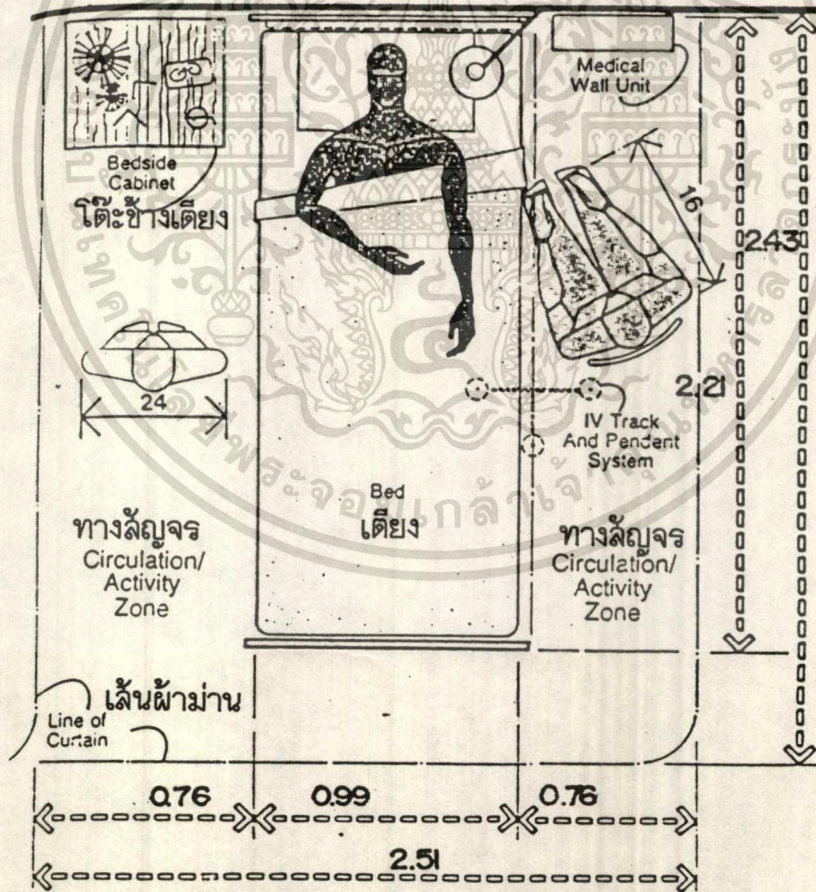 Medical
Wall Unit
Bedside
Cabinet
โต๊ะข้างเตียง
16
2.43
24
2.21
IV Track
And Pendent
System
Bed
เตียง
ทางสัญจร
Circulation/
Activity
Zone
ทางสัญจร
Circulation/
Activity
Zone
เส้นผ้าม่าน
Line of
Curtain
0.76
0.99
0.76
2.51